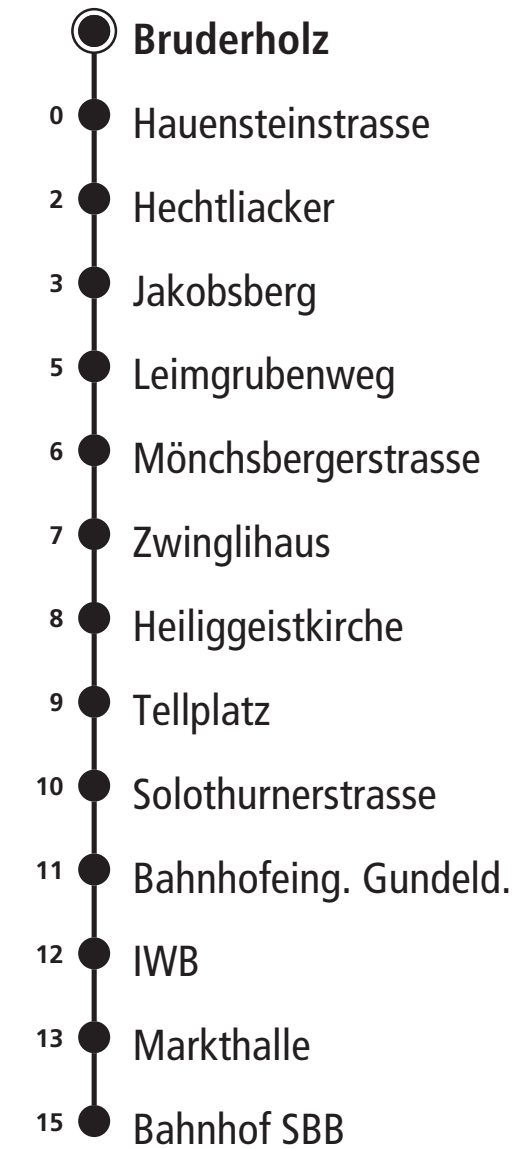 Bruderholz
0 Hauensteinstrasse
2 Hechtliacker
3 Jakobsberg
5 Leimgrubenweg
6 Mönchsbergerstrasse
7 Zwinglihaus
8 Heiliggeistkirche
9 Tellplatz
10 Solothurnerstrasse
11 Bahnhofeing. Gundeld.
12 IWB
13 Markthalle
15 Bahnhof SBB